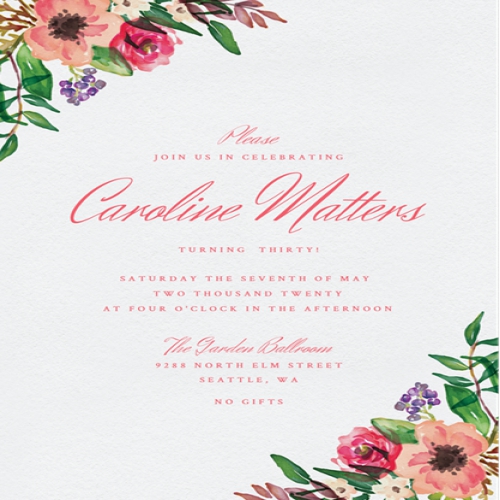 Please
JOIN US IN CELEBRATING
Caroline Matters
TURNING THIRTY!
SATURDAY THE SEVENTH OF MAY
TWO THOUSAND TWENTY
AT FOUR O'CLOCK IN THE AFTERNOON
The Garden Ballroom
9288 NORTH ELM STREET
SEATTLE, WA
NO GIFTS